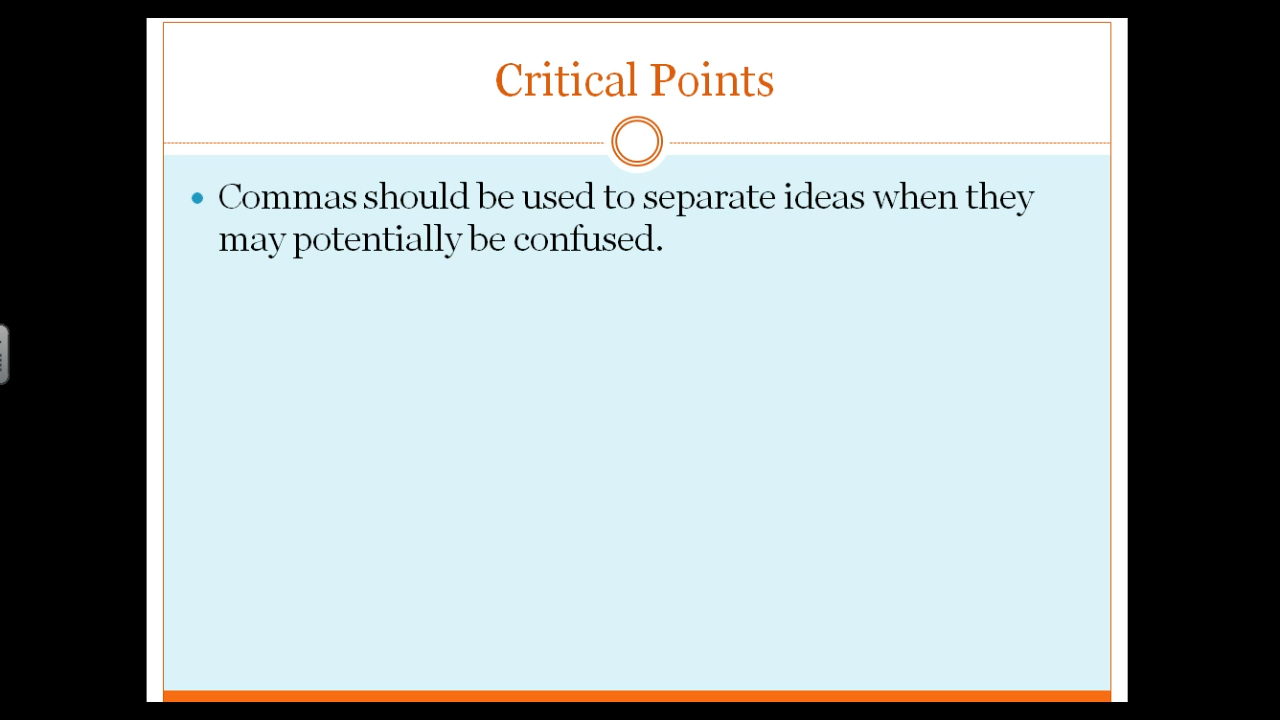 Critical Points
• Commas should be used to separate ideas when they
may potentially be confused.